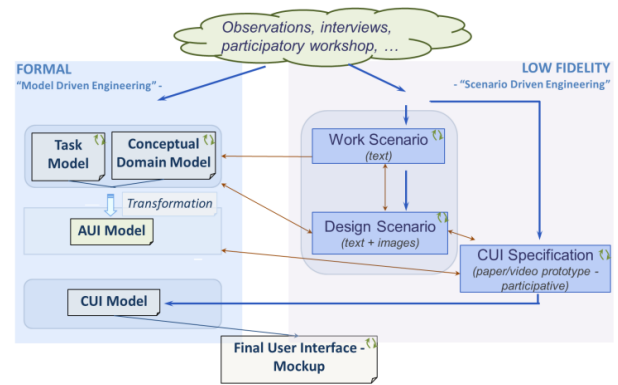 Observations, interviews,
participatory workshop, …
FORMAL
“Model Driven Engineering” -
LOW FIDELITY
- “Scenario Driven Engineering”
Task
Model
Conceptual
Domain Model
Work Scenario
(text)
Transformation
AUI Model
Design Scenario
(text + images)
CUI Specification
(paper/video prototype -
participative)
CUI Model
Final User Interface -
Mockup